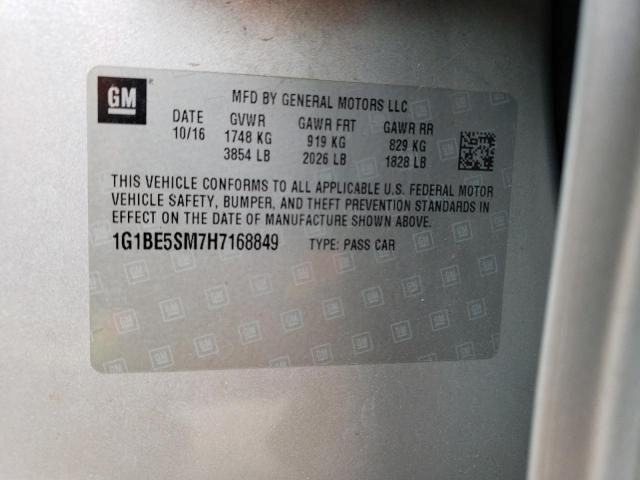 GM
MFD BY GENERAL MOTORS LLC
DATE GVWR GAWR FRT GAWR RR
10/16 1748 KG 919 KG 829 KG
3854 LB 2026 LB 1828 LB
THIS VEHICLE CONFORMS TO ALL APPLICABLE U.S. FEDERAL MOTOR
VEHICLE SAFETY, BUMPER, AND THEFT PREVENTION STANDARDS IN
EFFECT ON THE DATE OF MANUFACTURE SHOWN ABOVE.
1G1BE5SM7H7168849 TYPE: PASS CAR